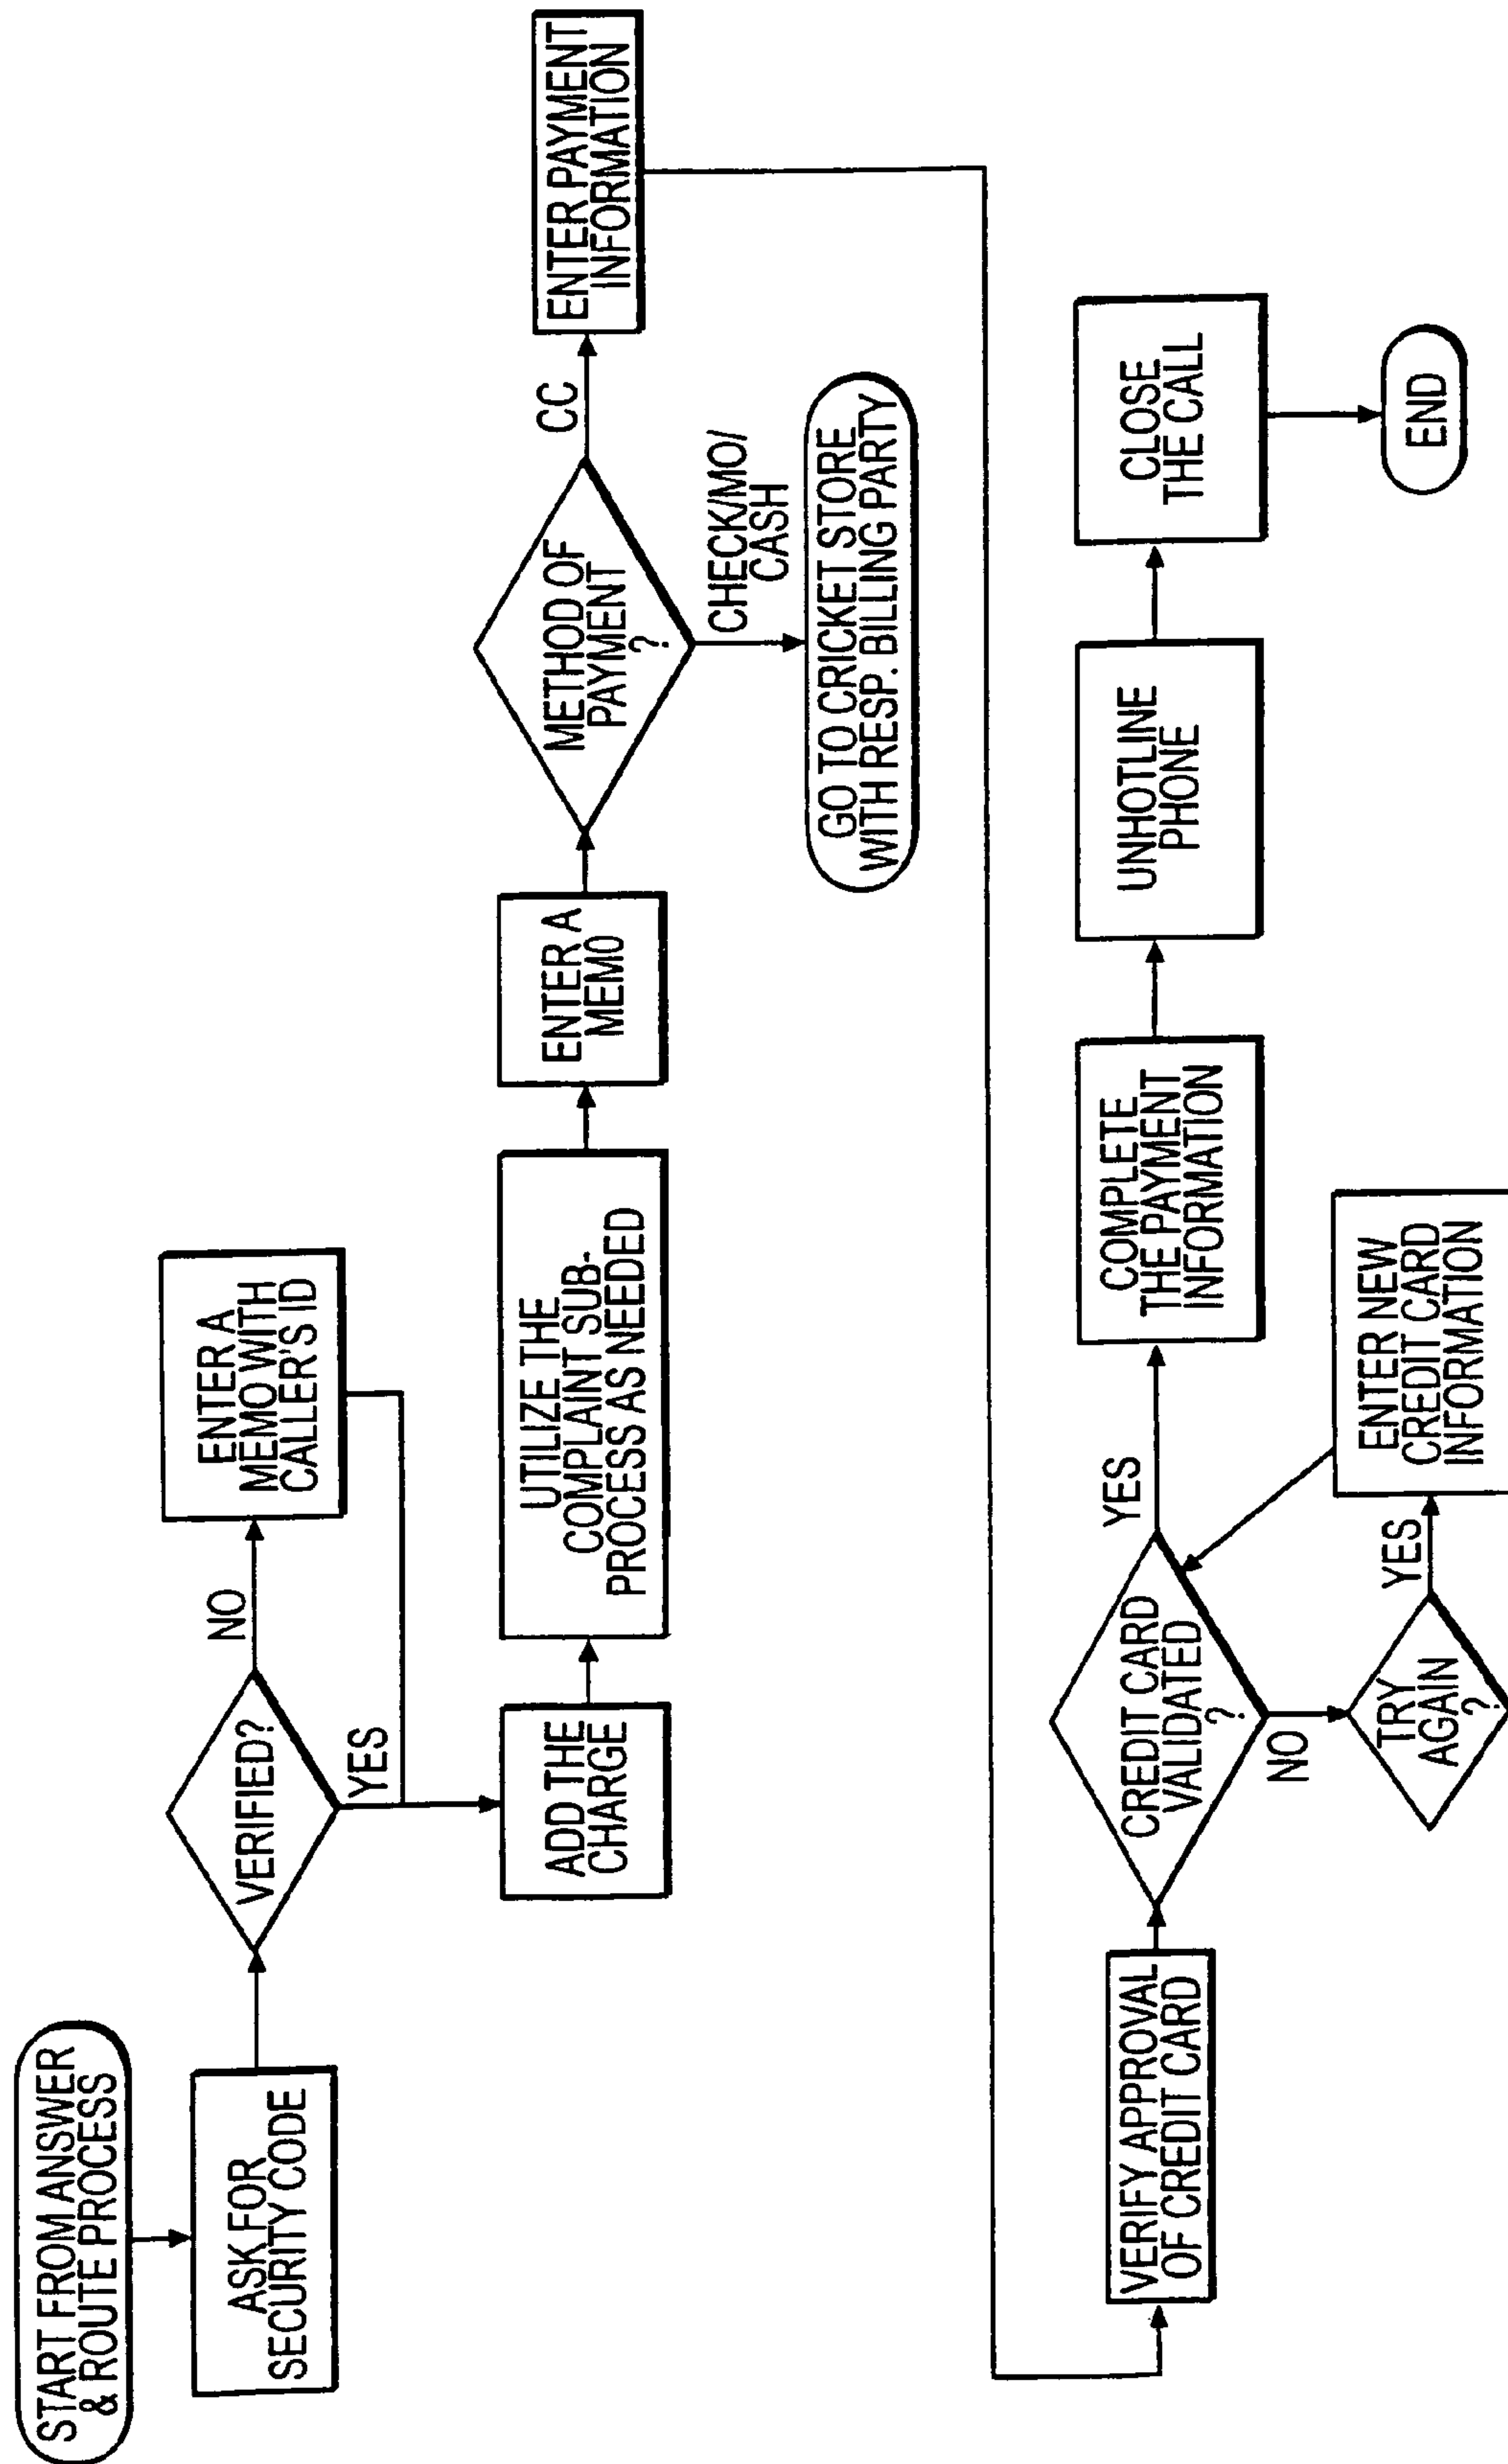 START FROM ANSWER
& ROUTE PROCESS
ASK FOR
SECURITY CODE
VERIFIED?
NO
ENTER A
MEMO WITH
CALLER'S ID
YES
ADD THE
CHARGE
UTILIZE THE
COMPLAINT SUB-
PROCESS AS NEEDED
ENTER A
MEMO
METHOD OF
PAYMENT
?
CC
ENTER PAYMENT
INFORMATION
CHECK/MO/
CASH
GO TO CRICKET STORE
WITH RESP. BILLING PARTY
VERIFY APPROVAL
OF CREDIT CARD
CREDIT CARD
VALIDATED
?
YES
COMPLETE
THE PAYMENT
INFORMATION
UNHOTLINE
PHONE
CLOSE
THE CALL
END
NO
TRY
AGAIN
?
YES
ENTER NEW
CREDIT CARD
INFORMATION